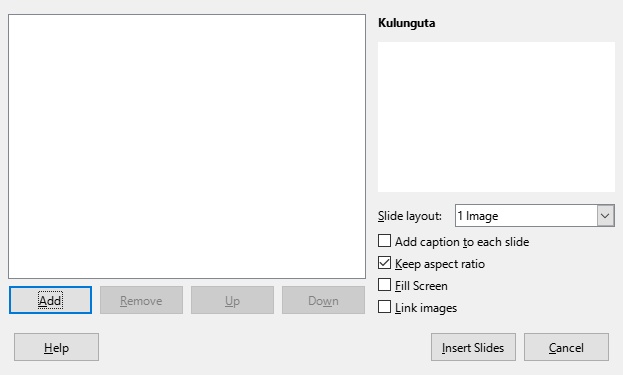 Kulunguta
Slide layout: 1 Image
Add caption to each slide
Keep aspect ratio
Fill Screen
Link images
Add Remove Up Down
Help Insert Slides Cancel